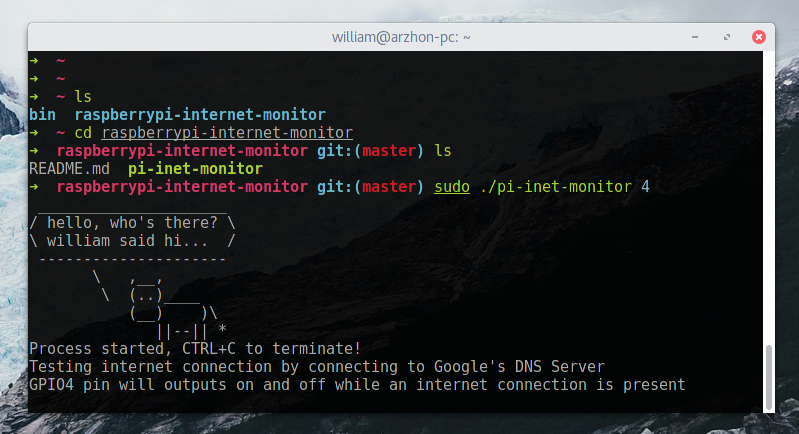 william@arzhon-pc: ~
➜  ~
➜  ~
➜  ~ ls
bin  raspberrypi-internet-monitor
➜  ~ cd raspberrypi-internet-monitor
➜  raspberrypi-internet-monitor git:(master) ls
README.md  pi-inet-monitor
➜  raspberrypi-internet-monitor git:(master) sudo ./pi-inet-monitor 4
 _____________________
/ hello, who's there? \
\ william said hi...  /
 ---------------------
       \   ,__,
        \  (..)____
           (__)    )\
              ||--|| *
Process started, CTRL+C to terminate!
Testing internet connection by connecting to Google's DNS Server
GPIO4 pin will outputs on and off while an internet connection is present